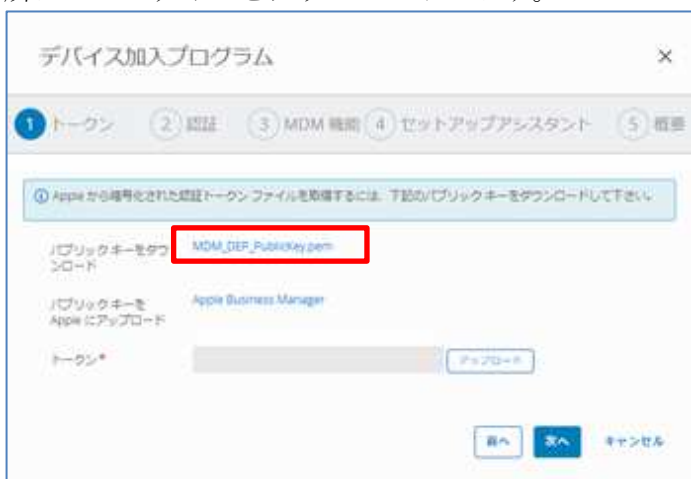 デバイス加入プログラム ×
1 トークン 2 認証 3 MDM 機能 4 セットアップアシスタント 5 概要
Apple から暗号化された認証トークン ファイルを取得するには、下記のパブリック キーをダウンロードして下さい。
パブリック キーをダウ
ンロード
MDM_DEP_PublicKey.pem
パブリック キーを
Apple にアップロード
Apple Business Manager
トークン*
アップロード
前へ 次へ キャンセル